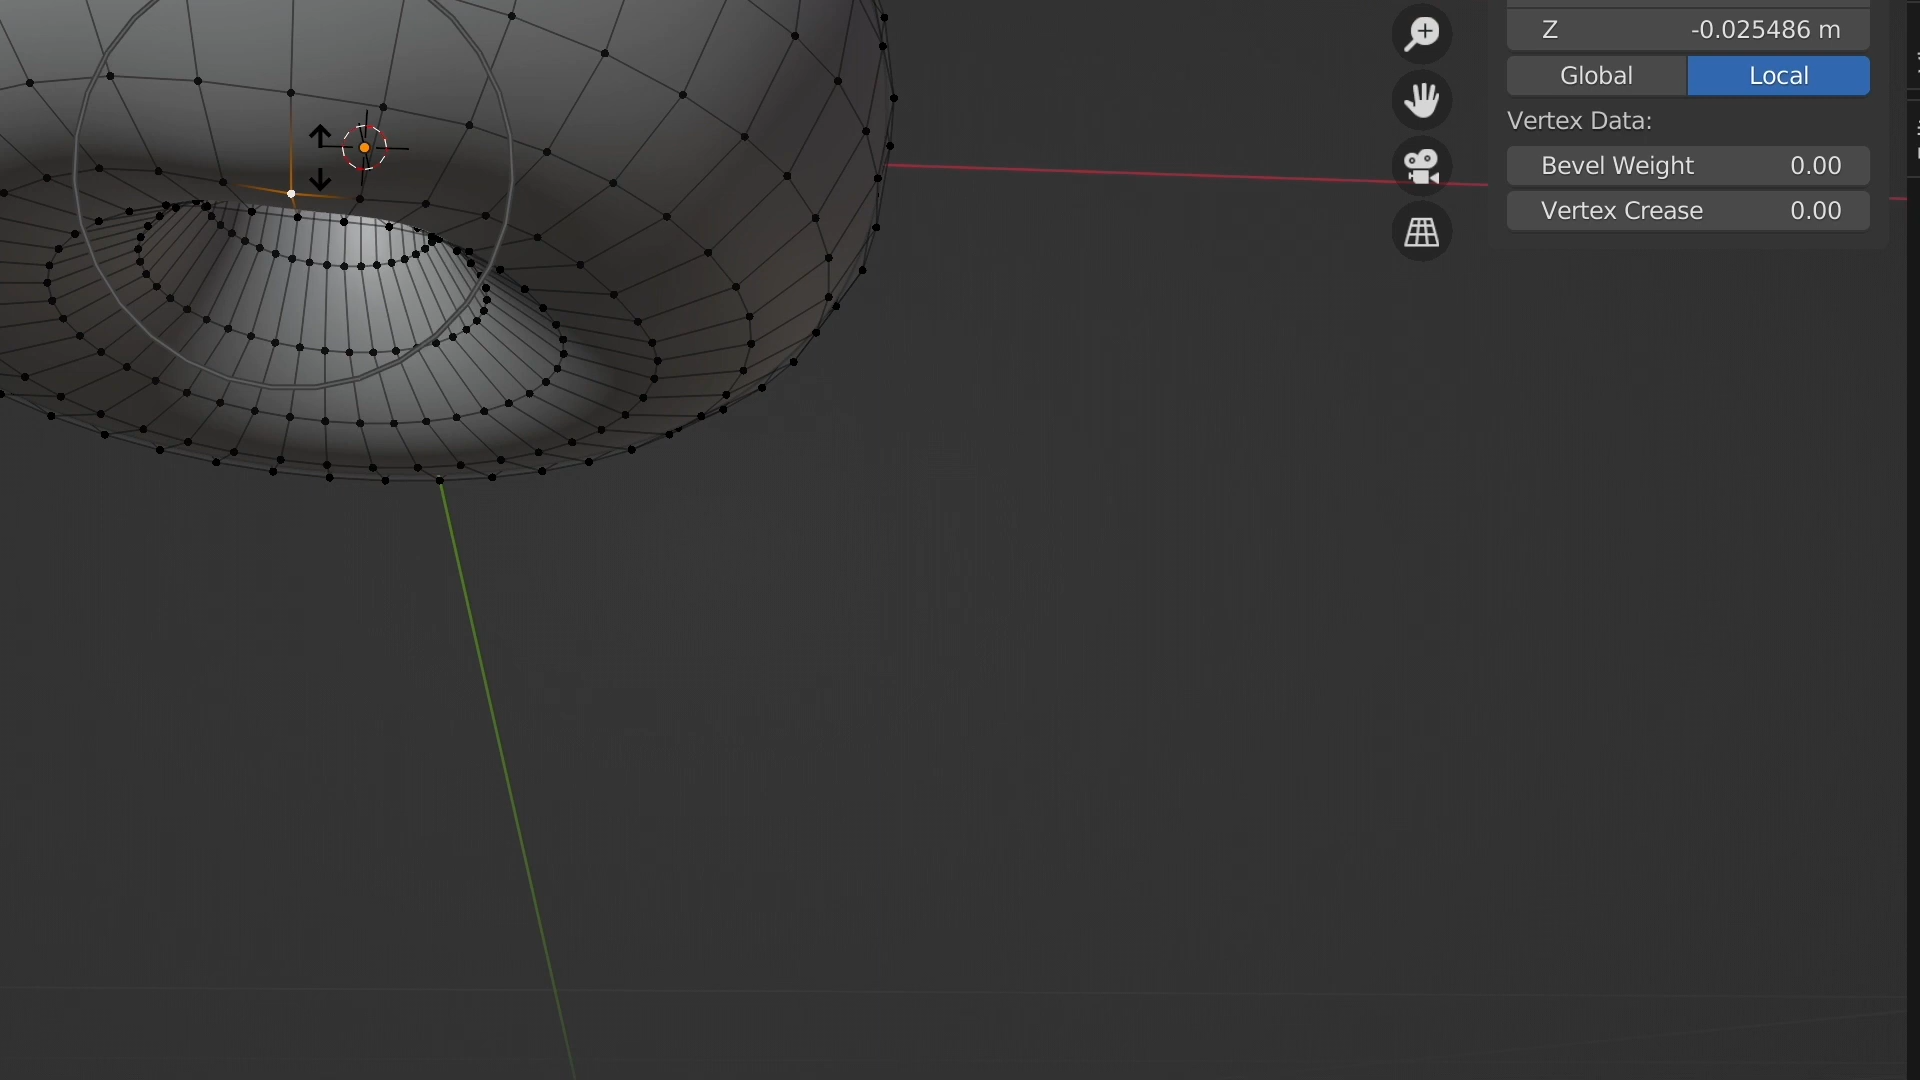 Z -0.025486 m
Global Local
Vertex Data:
Bevel Weight 0.00
Vertex Crease 0.00